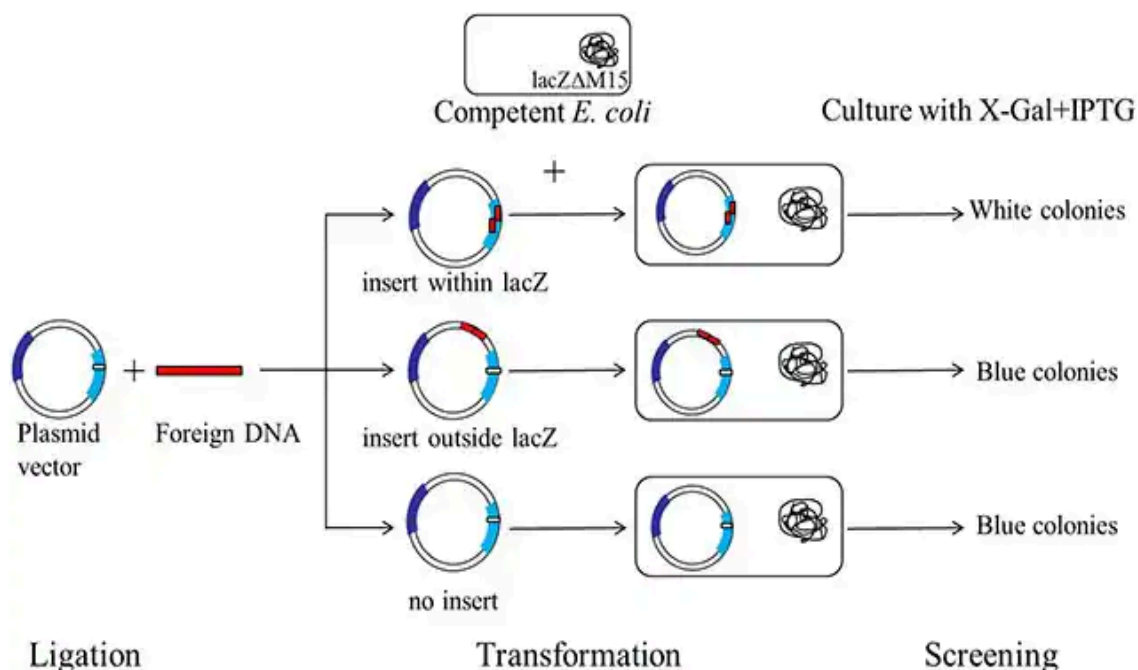 lacZΔM15
Competent E. coli
Culture with X-Gal+IPTG
+
White colonies
insert within lacZ
+
Plasmid
vector
Foreign DNA
insert outside lacZ
Blue colonies
no insert
Blue colonies
Ligation
Transformation
Screening